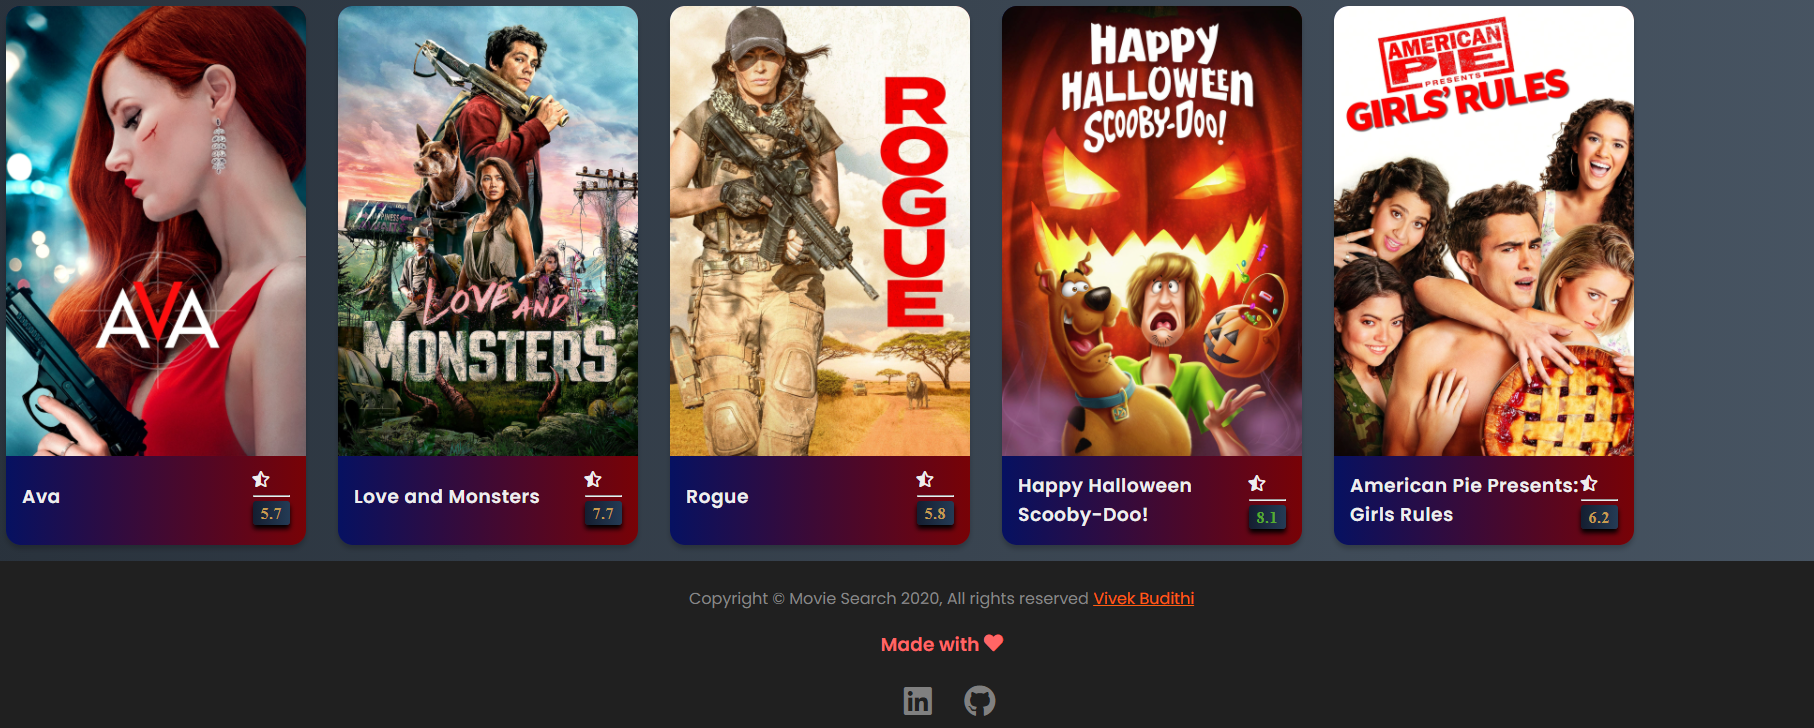 AVA
LOVE AND
MONSTERS
ROGUE
HAPPY
HALLOWEEN
SCOOBY-DOO!
AMERICAN
PIE
PRESENTS
GIRLS' RULES
Ava
5.7
Love and Monsters
7.7
Rogue
5.8
Happy Halloween
Scooby-Doo!
8.1
American Pie Presents:
Girls Rules
6.2
Copyright © Movie Search 2020, All rights reserved Vivek Budithi
Made with
in